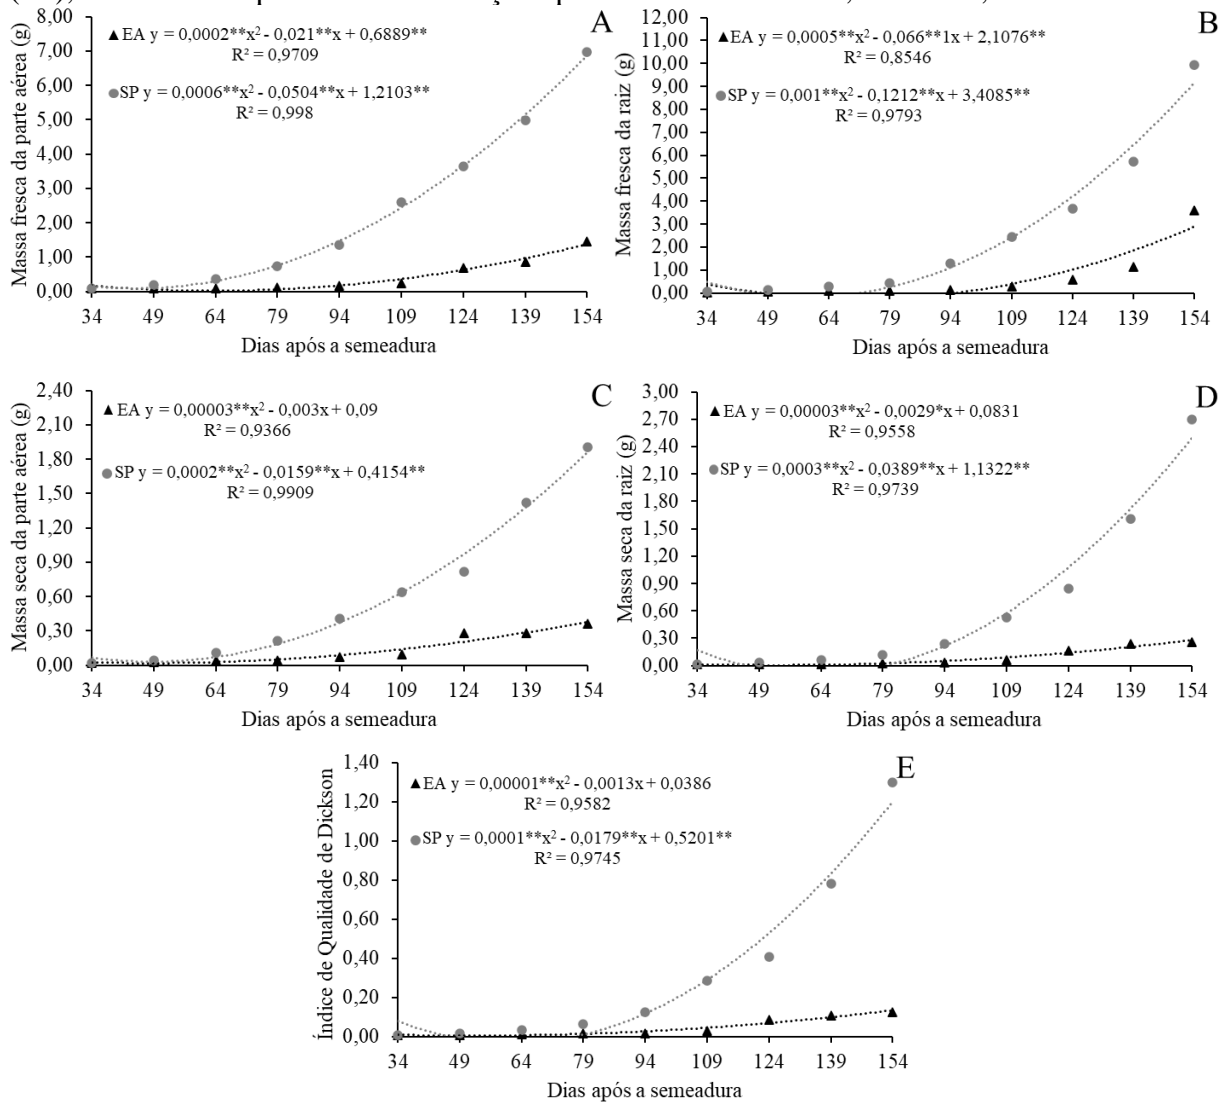 A
8,00
7,00
6,00
5,00
4,00
3,00
2,00
1,00
0,00
Massa fresca da parte aérea (g)
EA y = 0,0002**x² - 0,021**x + 0,6889**
R² = 0,9709
SP y = 0,0006**x² - 0,0504**x + 1,2103**
R² = 0,998
34 49 64 79 94 109 124 139 154
Dias após a semeadura
B
12,00
11,00
10,00
9,00
8,00
7,00
6,00
5,00
4,00
3,00
2,00
1,00
0,00
Massa fresca da raiz (g)
EA y = 0,0005**x² - 0,066**1x + 2,1076**
R² = 0,8546
SP y = 0,001**x² - 0,1212**x + 3,4085**
R² = 0,9793
34 49 64 79 94 109 124 139 154
Dias após a semeadura
C
2,40
2,10
1,80
1,50
1,20
0,90
0,60
0,30
0,00
Massa seca da parte aérea (g)
EA y = 0,00003**x² - 0,003x + 0,09
R² = 0,9366
SP y = 0,0002**x² - 0,0159**x + 0,4154**
R² = 0,9909
34 49 64 79 94 109 124 139 154
Dias após a semeadura
D
3,00
2,70
2,40
2,10
1,80
1,50
1,20
0,90
0,60
0,30
0,00
Massa seca da raiz (g)
EA y = 0,00003**x² - 0,0029*x + 0,0831
R² = 0,9558
SP y = 0,0003**x² - 0,0389**x + 1,1322**
R² = 0,9739
34 49 64 79 94 109 124 139 154
Dias após a semeadura
E
1,40
1,20
1,00
0,80
0,60
0,40
0,20
0,00
Índice de Qualidade de Dickson
EA y = 0,00001**x² - 0,0013x + 0,0386
R² = 0,9582
SP y = 0,0001**x² - 0,0179**x + 0,5201**
R² = 0,9745
34 49 64 79 94 109 124 139 154
Dias após a semeadura